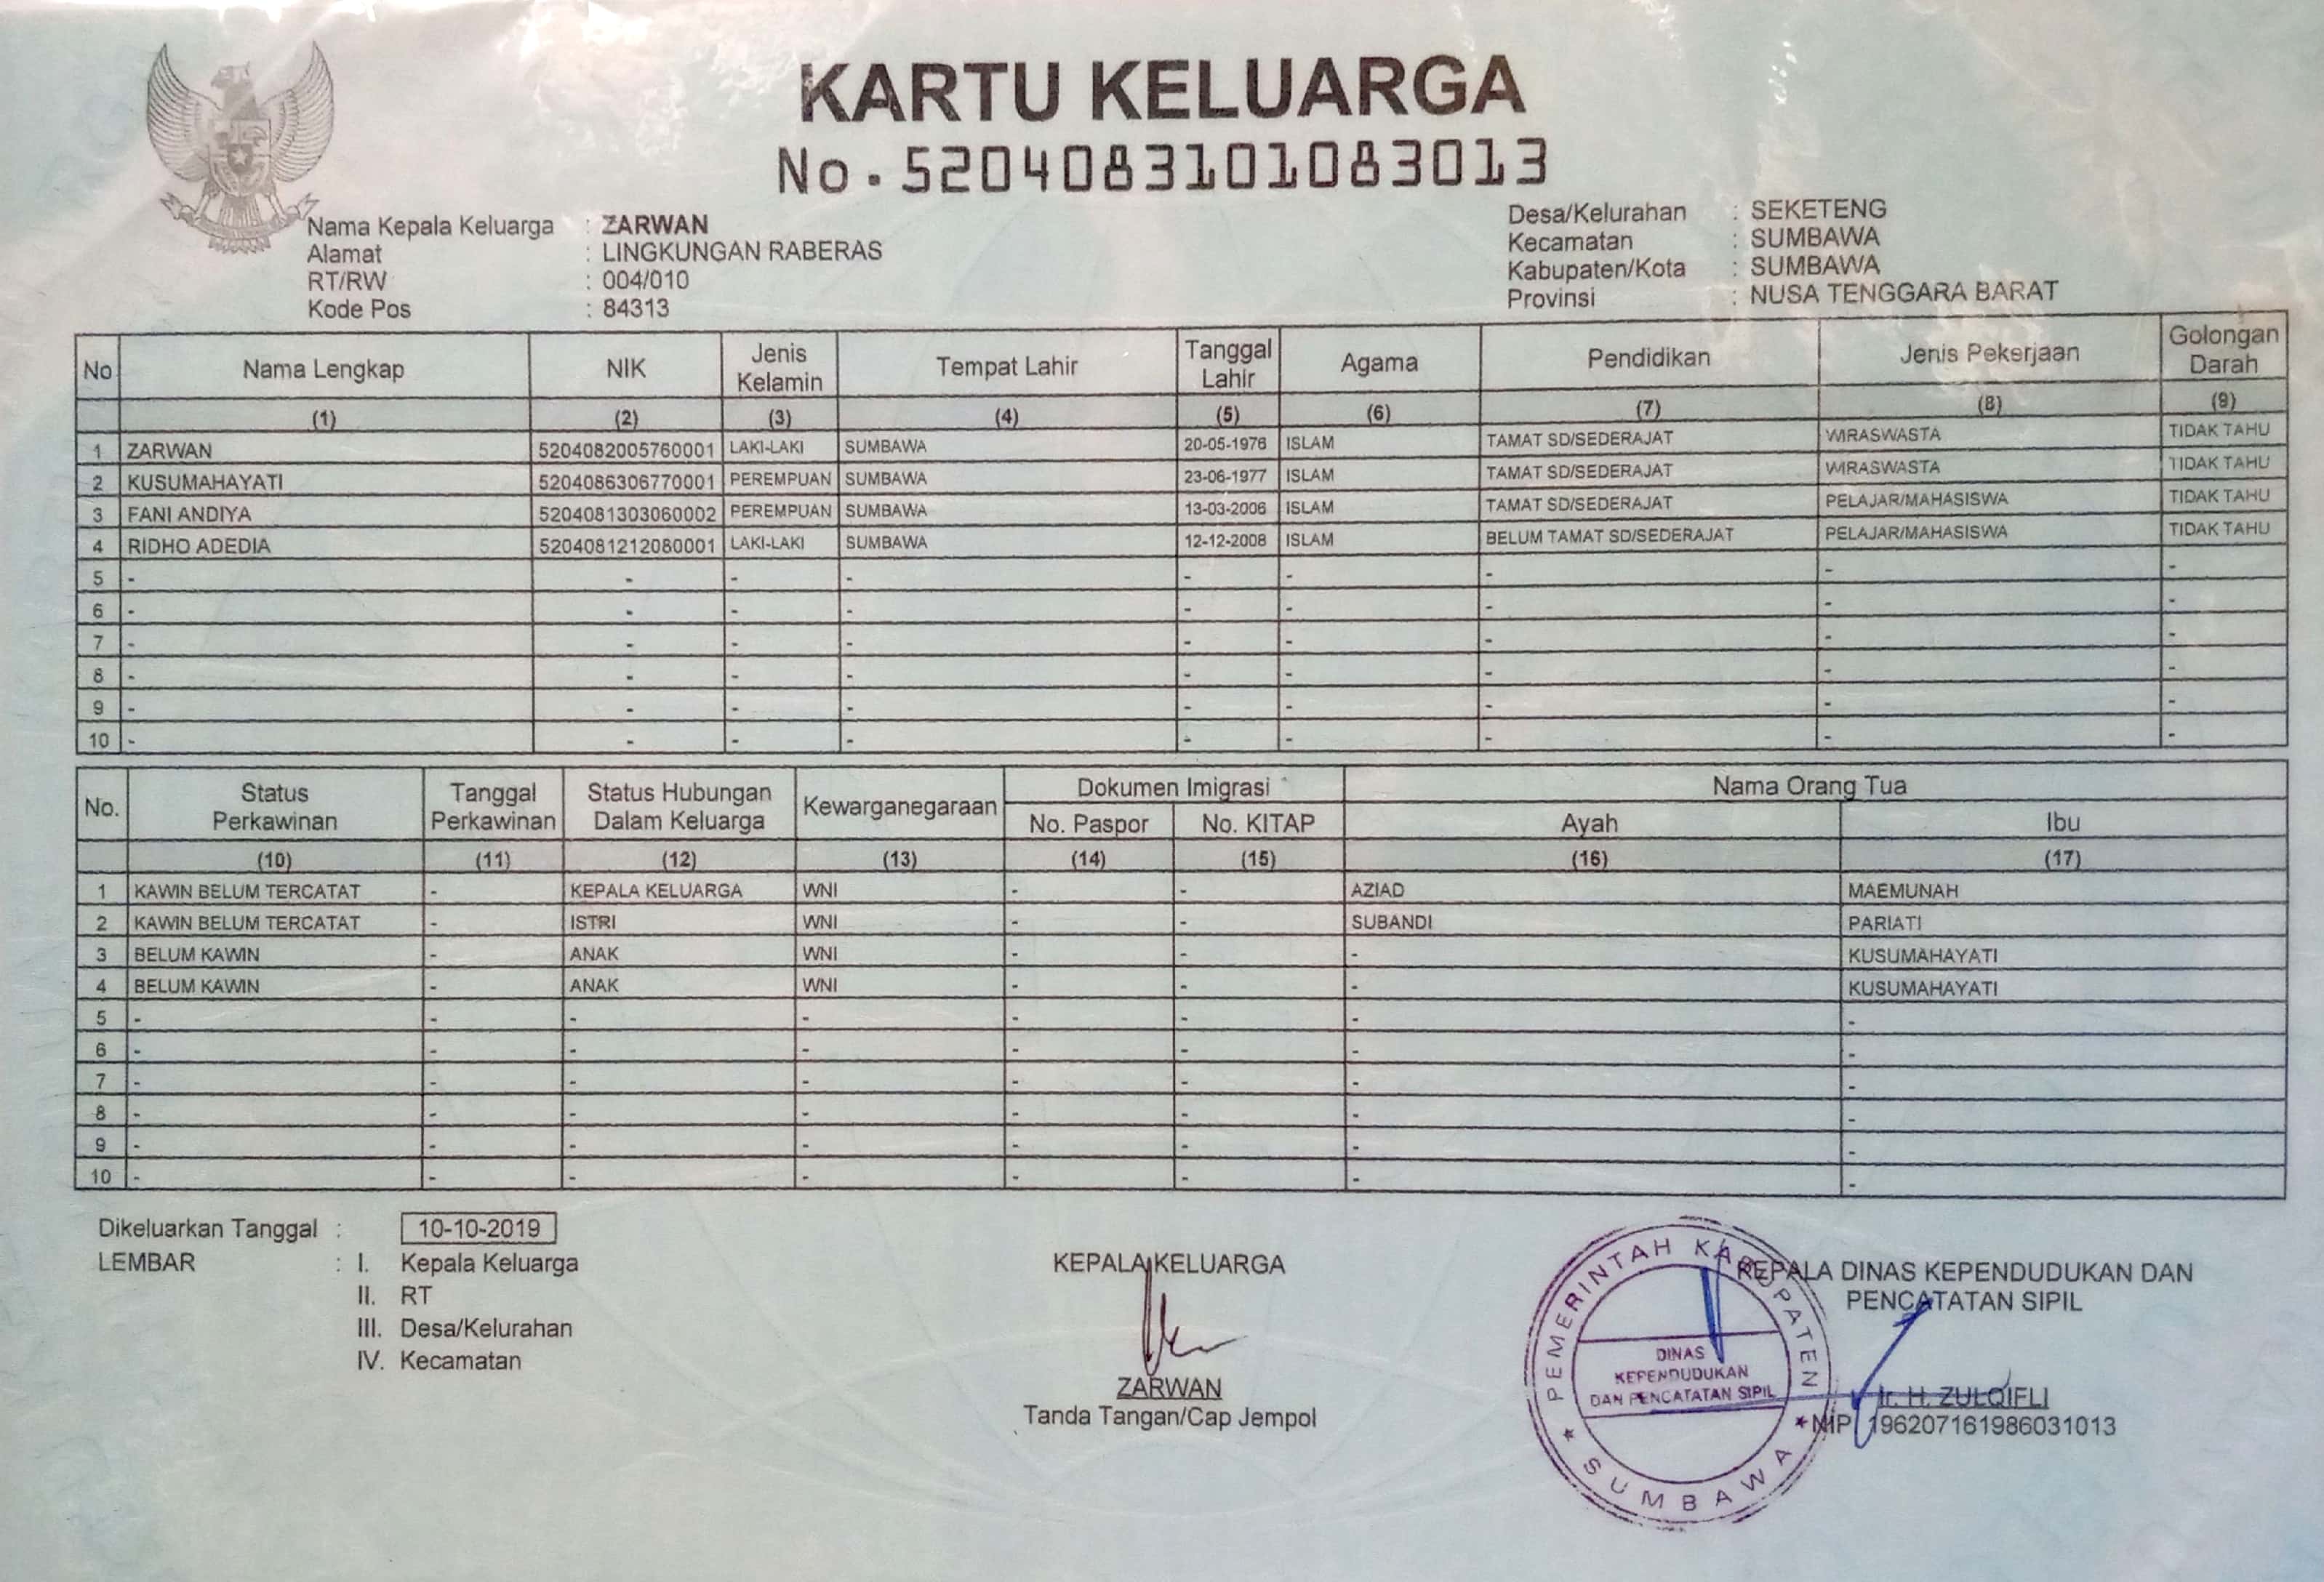 KARTU KELUARGA
No. 5204083101083013
Nama Kepala Keluarga : ZARWAN
Alamat : LINGKUNGAN RABERAS
RT/RW : 004/010
Kode Pos : 84313
Desa/Kelurahan : SEKETENG
Kecamatan : SUMBAWA
Kabupaten/Kota : SUMBAWA
Provinsi : NUSA TENGGARA BARAT
No Nama Lengkap NIK Jenis Kelamin Tempat Lahir Tanggal Lahir Agama Pendidikan Jenis Pekerjaan Golongan Darah
(1) (2) (3) (4) (5) (6) (7) (8) (9)
1 ZARWAN 5204082005760001 LAKI-LAKI SUMBAWA 20-05-1976 ISLAM TAMAT SD/SEDERAJAT WIRASWASTA TIDAK TAHU
2 KUSUMAHAYATI 5204086306770001 PEREMPUAN SUMBAWA 23-06-1977 ISLAM TAMAT SD/SEDERAJAT WIRASWASTA TIDAK TAHU
3 FANI ANDIYA 5204081303060002 PEREMPUAN SUMBAWA 13-03-2006 ISLAM TAMAT SD/SEDERAJAT PELAJAR/MAHASISWA TIDAK TAHU
4 RIDHO ADEDIA 5204081212080001 LAKI-LAKI SUMBAWA 12-12-2008 ISLAM BELUM TAMAT SD/SEDERAJAT PELAJAR/MAHASISWA TIDAK TAHU
5 - - - - - - - - -
6 - - - - - - - - -
7 - - - - - - - - -
8 - - - - - - - - -
9 - - - - - - - - -
10 - - - - - - - - -
No. Status Perkawinan Tanggal Perkawinan Status Hubungan Dalam Keluarga Kewarganegaraan Dokumen Imigrasi Nama Orang Tua
No. Paspor No. KITAP Ayah Ibu
(10) (11) (12) (13) (14) (15) (16) (17)
1 KAWIN BELUM TERCATAT - KEPALA KELUARGA WNI - - AZIAD MAEMUNAH
2 KAWIN BELUM TERCATAT - ISTRI WNI - - SUBANDI PARIATI
3 BELUM KAWIN - ANAK WNI - - - KUSUMAHAYATI
4 BELUM KAWIN - ANAK WNI - - - KUSUMAHAYATI
5 - - - - - - - -
6 - - - - - - - -
7 - - - - - - - -
8 - - - - - - - -
9 - - - - - - - -
10 - - - - - - - -
Dikeluarkan Tanggal : 10-10-2019
LEMBAR : I. Kepala Keluarga
II. RT
III. Desa/Kelurahan
IV. Kecamatan
KEPALA KELUARGA
ZARWAN
Tanda Tangan/Cap Jempol
KEPALA DINAS KEPENDUDUKAN DAN
PENCATATAN SIPIL
Ir. H. ZULQIFLI
NIP. 196207161986031013
PEMERINTAH KABUPATEN
DINAS
KEPENDUDUKAN
DAN PENCATATAN SIPIL
SUMBAWA